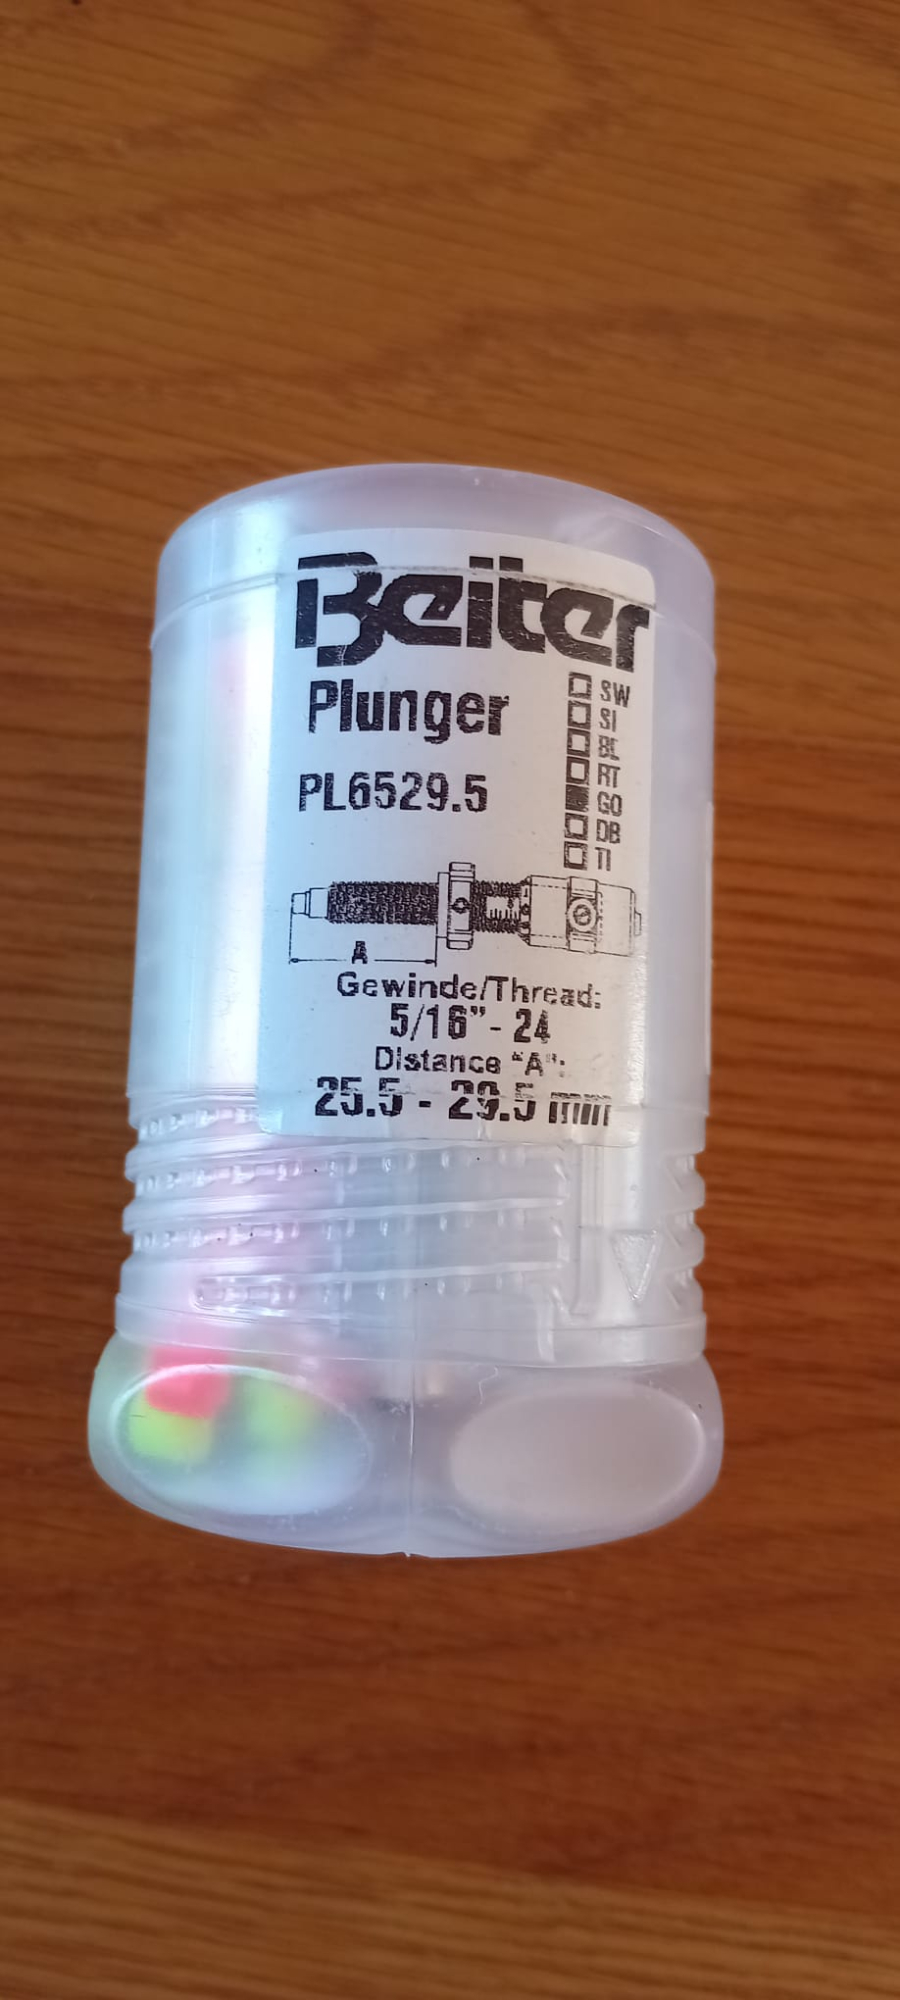 Beiter
Plunger
PL6529.5
SW
SI
BL
RT
GO
DB
TI
A
Gewinde/Thread:
5/16”- 24
Distance “A”:
25.5 - 29.5 mm